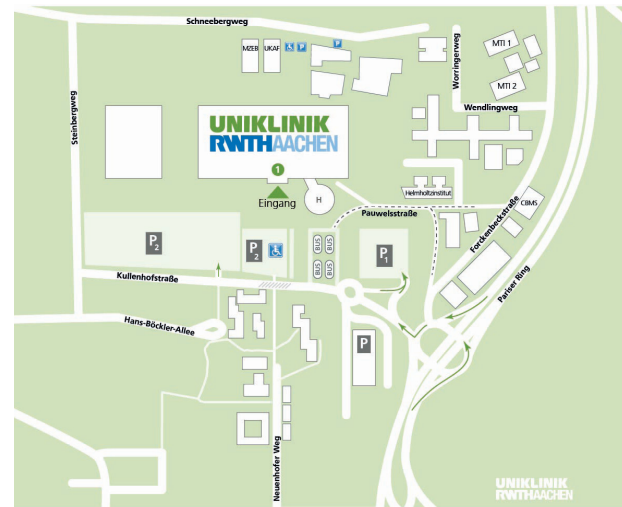 Schneebergweg
MZEB
UKAF
P
P
MTI 1
MTI 2
Worringerweg
Wendlingweg
Steinbergweg
UNIKLINIK
RWTHAACHEN
1
Eingang
H
Helmholtzinstitut
CBMS
Pauwelsstraße
Forckenbeckstraße
P2
P2
BUS
BUS
BUS
BUS
P1
Pariser Ring
Kullenhofstraße
Hans-Böckler-Allee
P
Neuenhofer Weg
UNIKLINIK
RWTHAACHEN